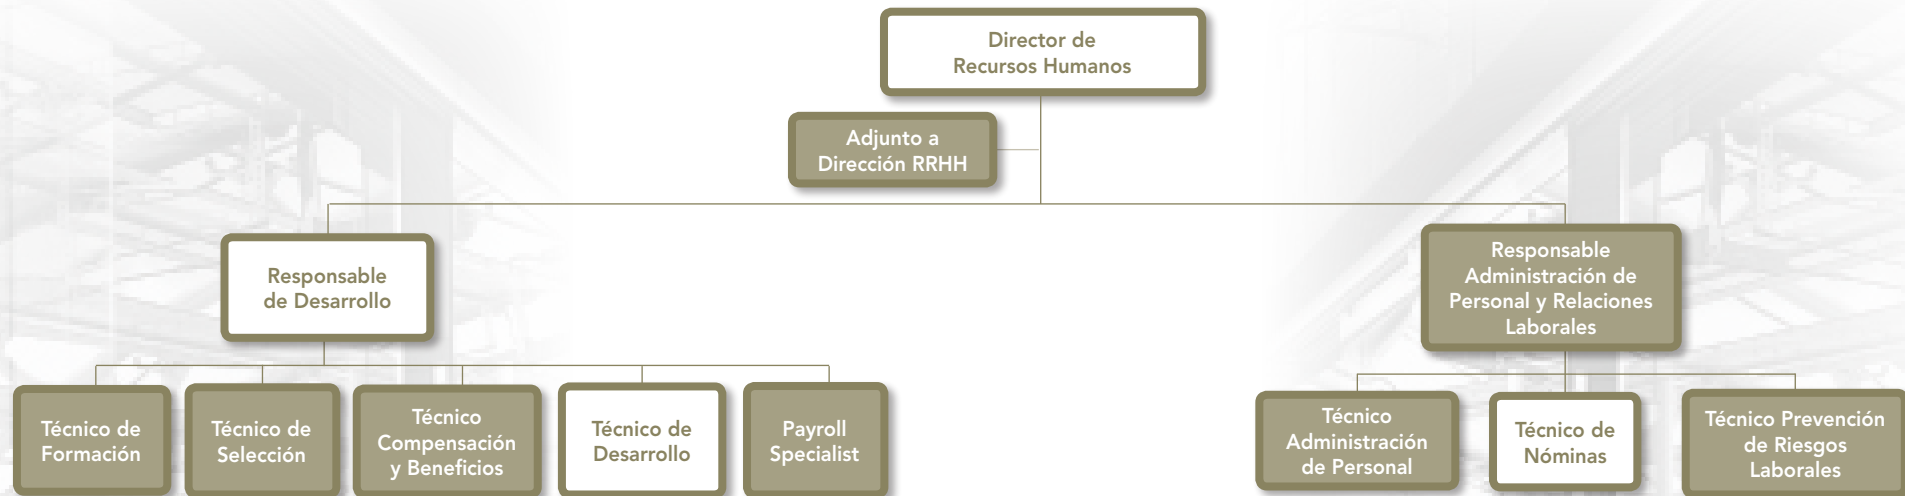 Director de
Recursos Humanos
Adjunto a
Dirección RRHH
Responsable
de Desarrollo
Responsable
Administración de
Personal y Relaciones
Laborales
Técnico de
Formación
Técnico de
Selección
Técnico
Compensación
y Beneficios
Técnico de
Desarrollo
Payroll
Specialist
Técnico
Administración
de Personal
Técnico de
Nóminas
Técnico Prevención
de Riesgos
Laborales